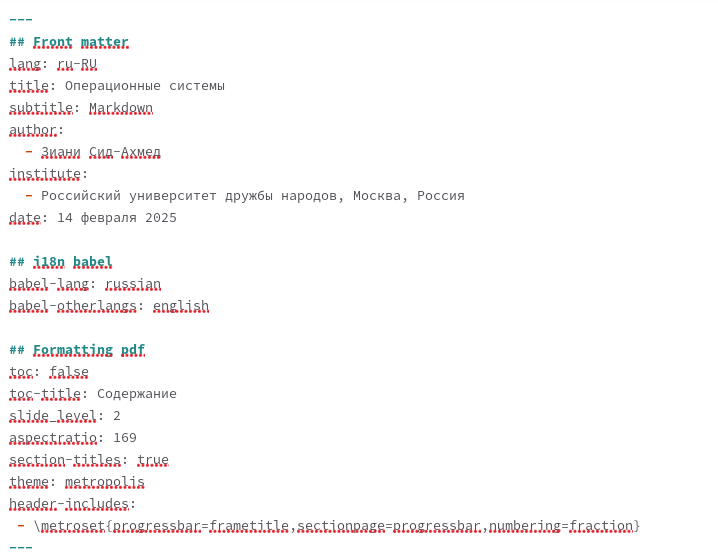 ---
## Front matter
lang: ru-RU
title: Операционные системы
subtitle: Markdown
author:
  - Зиани Сид-Ахмед
institute:
  - Российский университет дружбы народов, Москва, Россия
date: 14 февраля 2025

## i18n babel
babel-lang: russian
babel-otherlangs: english

## Formatting pdf
toc: false
toc-title: Содержание
slide_level: 2
aspectratio: 169
section-titles: true
theme: metropolis
header-includes:
 - \metroset{progressbar=frametitle,sectionpage=progressbar,numbering=fraction}
---